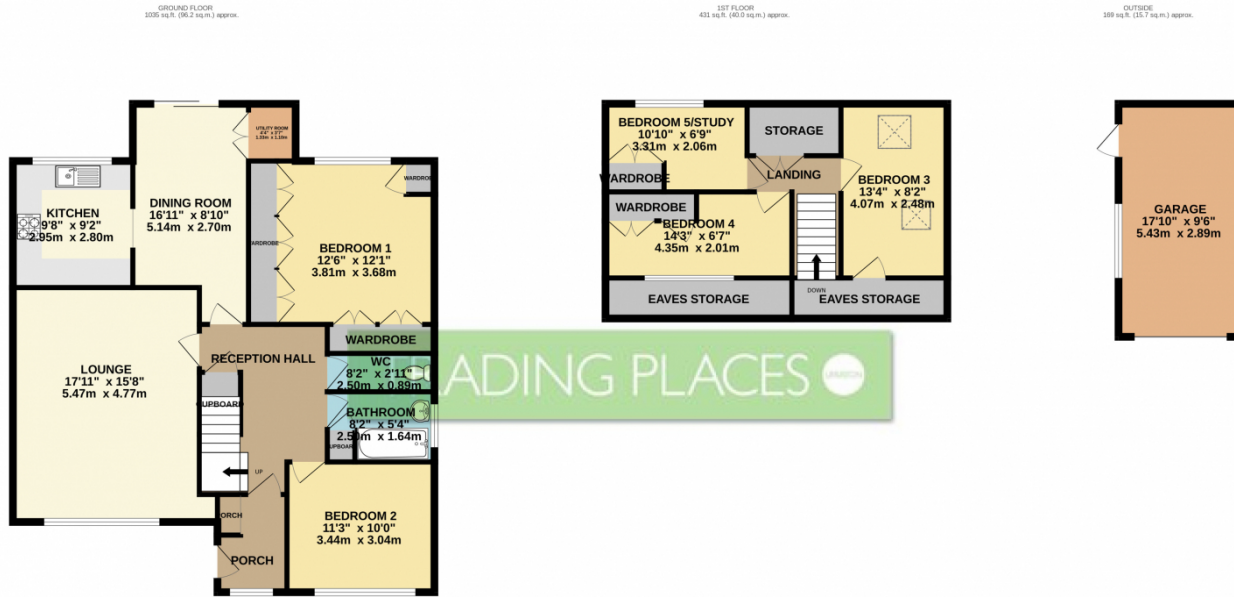 GROUND FLOOR
1035 sq.ft. (96.2 sq.m.) approx.
1ST FLOOR
431 sq.ft. (40.0 sq.m.) approx.
OUTSIDE
169 sq.ft. (15.7 sq.m.) approx.
UTILITY ROOM
KITCHEN
9'8" x 9'2"
2.95m x 2.80m
DINING ROOM
16'11" x 8'10"
5.14m x 2.70m
WARDROBE
BEDROOM 1
12'6" x 12'1"
3.81m x 3.68m
WARDROBE
WARDROBE
LOUNGE
17'11" x 15'8"
5.47m x 4.77m
RECEPTION HALL
CUPBOARD
UP
WC
8'2" x 2'11"
2.50m x 0.89m
BATHROOM
8'2" x 5'4"
2.50m x 1.64m
CUPBOARD
PORCH
PORCH
BEDROOM 2
11'3" x 10'0"
3.44m x 3.04m
BEDROOM 5/STUDY
10'10" x 6'9"
3.31m x 2.06m
WARDROBE
STORAGE
LANDING
BEDROOM 3
13'4" x 8'2"
4.07m x 2.48m
WARDROBE
BEDROOM 4
14'3" x 6'7"
4.35m x 2.01m
DOWN
EAVES STORAGE
EAVES STORAGE
GARAGE
17'10" x 9'6"
5.43m x 2.89m
EADING PLACES
URMSTON